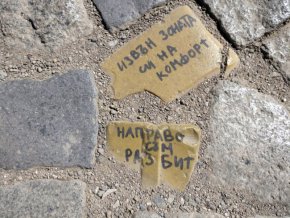 ИЗВЪН ЗОНАТА
СИ НА
КОМФОРТ
НАПРАВО
СЪМ
РАЗБИТ